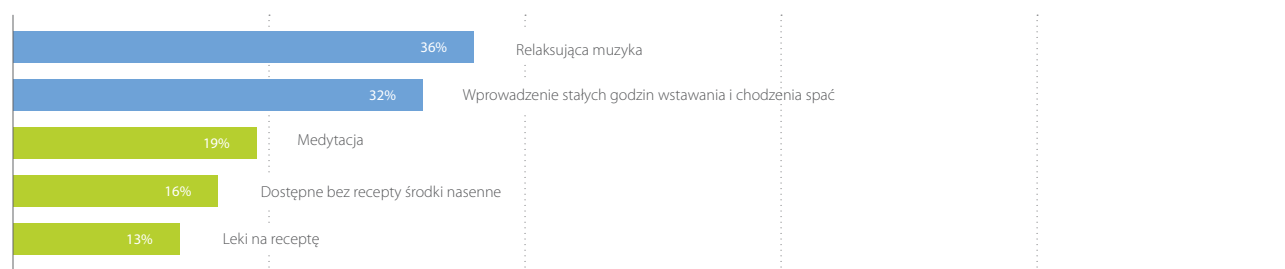 36% Relaksująca muzyka
32% Wprowadzenie stałych godzin wstawania i chodzenia spać
19% Medytacja
16% Dostępne bez recepty środki nasenne
13% Leki na receptę